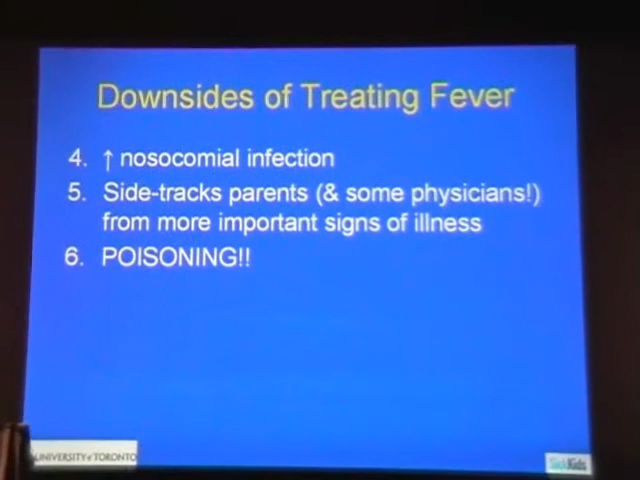 Downsides of Treating Fever
4. ↑ nosocomial infection
5. Side-tracks parents (& some physicians!)
from more important signs of illness
6. POISONING!!
UNIVERSITY of TORONTO
SickKids